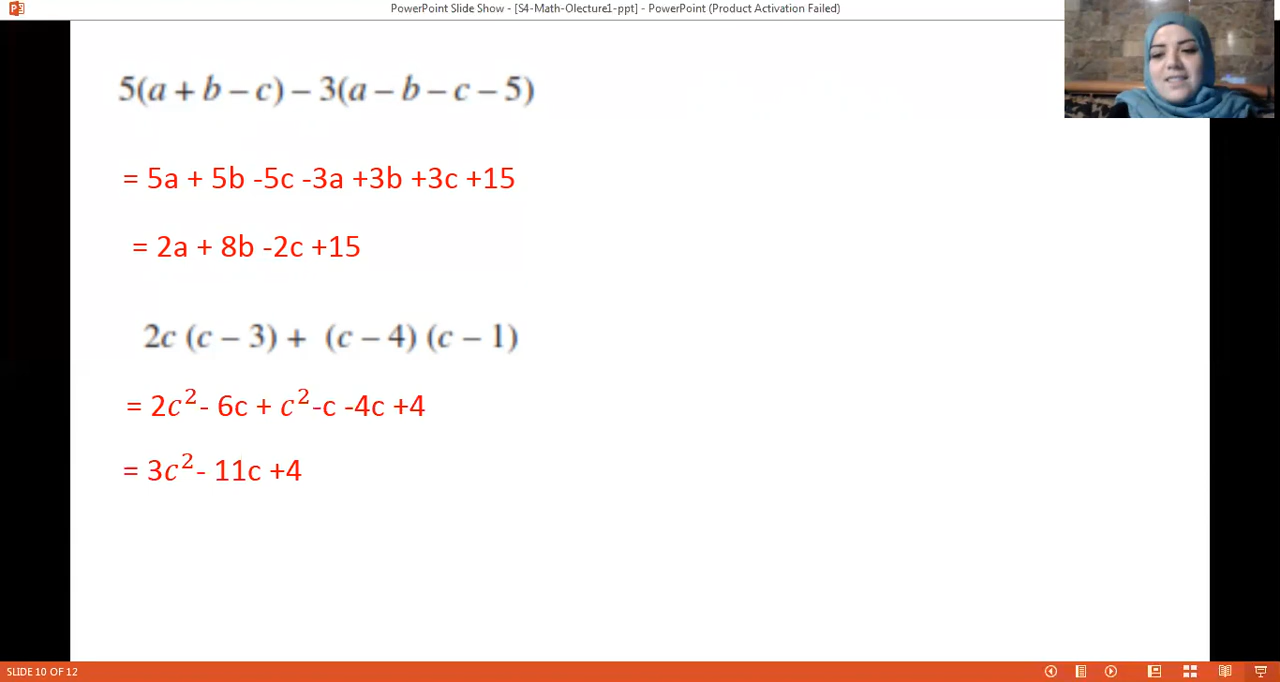 PowerPoint Slide Show - [S4-Math-Olecture1-ppt] - PowerPoint (Product Activation Failed)
5(a + b – c) – 3(a – b – c – 5)
= 5a + 5b -5c -3a +3b +3c +15
= 2a + 8b -2c +15
2c (c – 3) + (c – 4) (c – 1)
= 2c²- 6c + c²-c -4c +4
= 3c²- 11c +4
SLIDE 10 OF 12